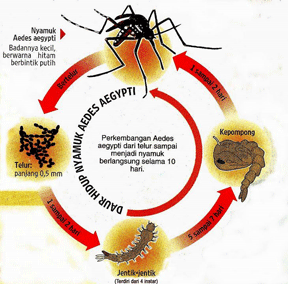 Nyamuk
Aedes aegypti
Badannya kecil,
berwarna hitam
berbintik putih
Bertelur
1 sampai 2 hari
DAUR HIDUP NYAMUK AEDES AEGYPTI
Perkembangan Aedes
aegypti dari telur sampai
menjadi nyamuk
berlangsung selama 10
hari.
Kepompong
Telur:
panjang 0,5 mm
1 sampai 2 hari
5 sampai 7 hari
Jentik-jentik
(Terdiri dari 4 instar)